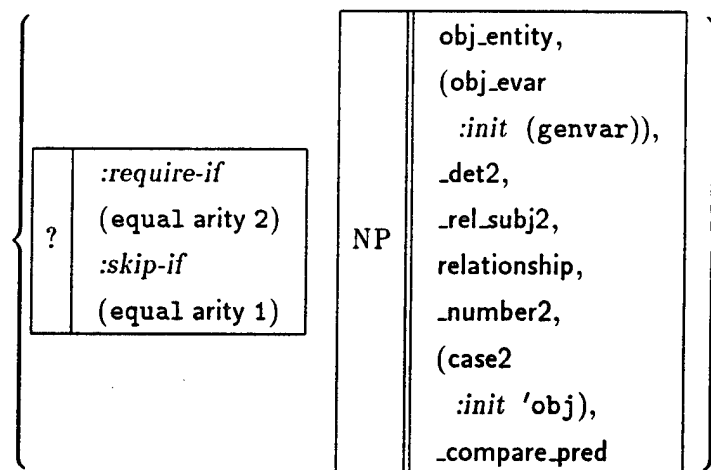 ?
:require-if
(equal arity 2)
:skip-if
(equal arity 1)
NP
obj_entity,
(obj_evar
:init (genvar)),
_det2,
_rel_subj2,
relationship,
_number2,
(case2
:init 'obj),
_compare_pred